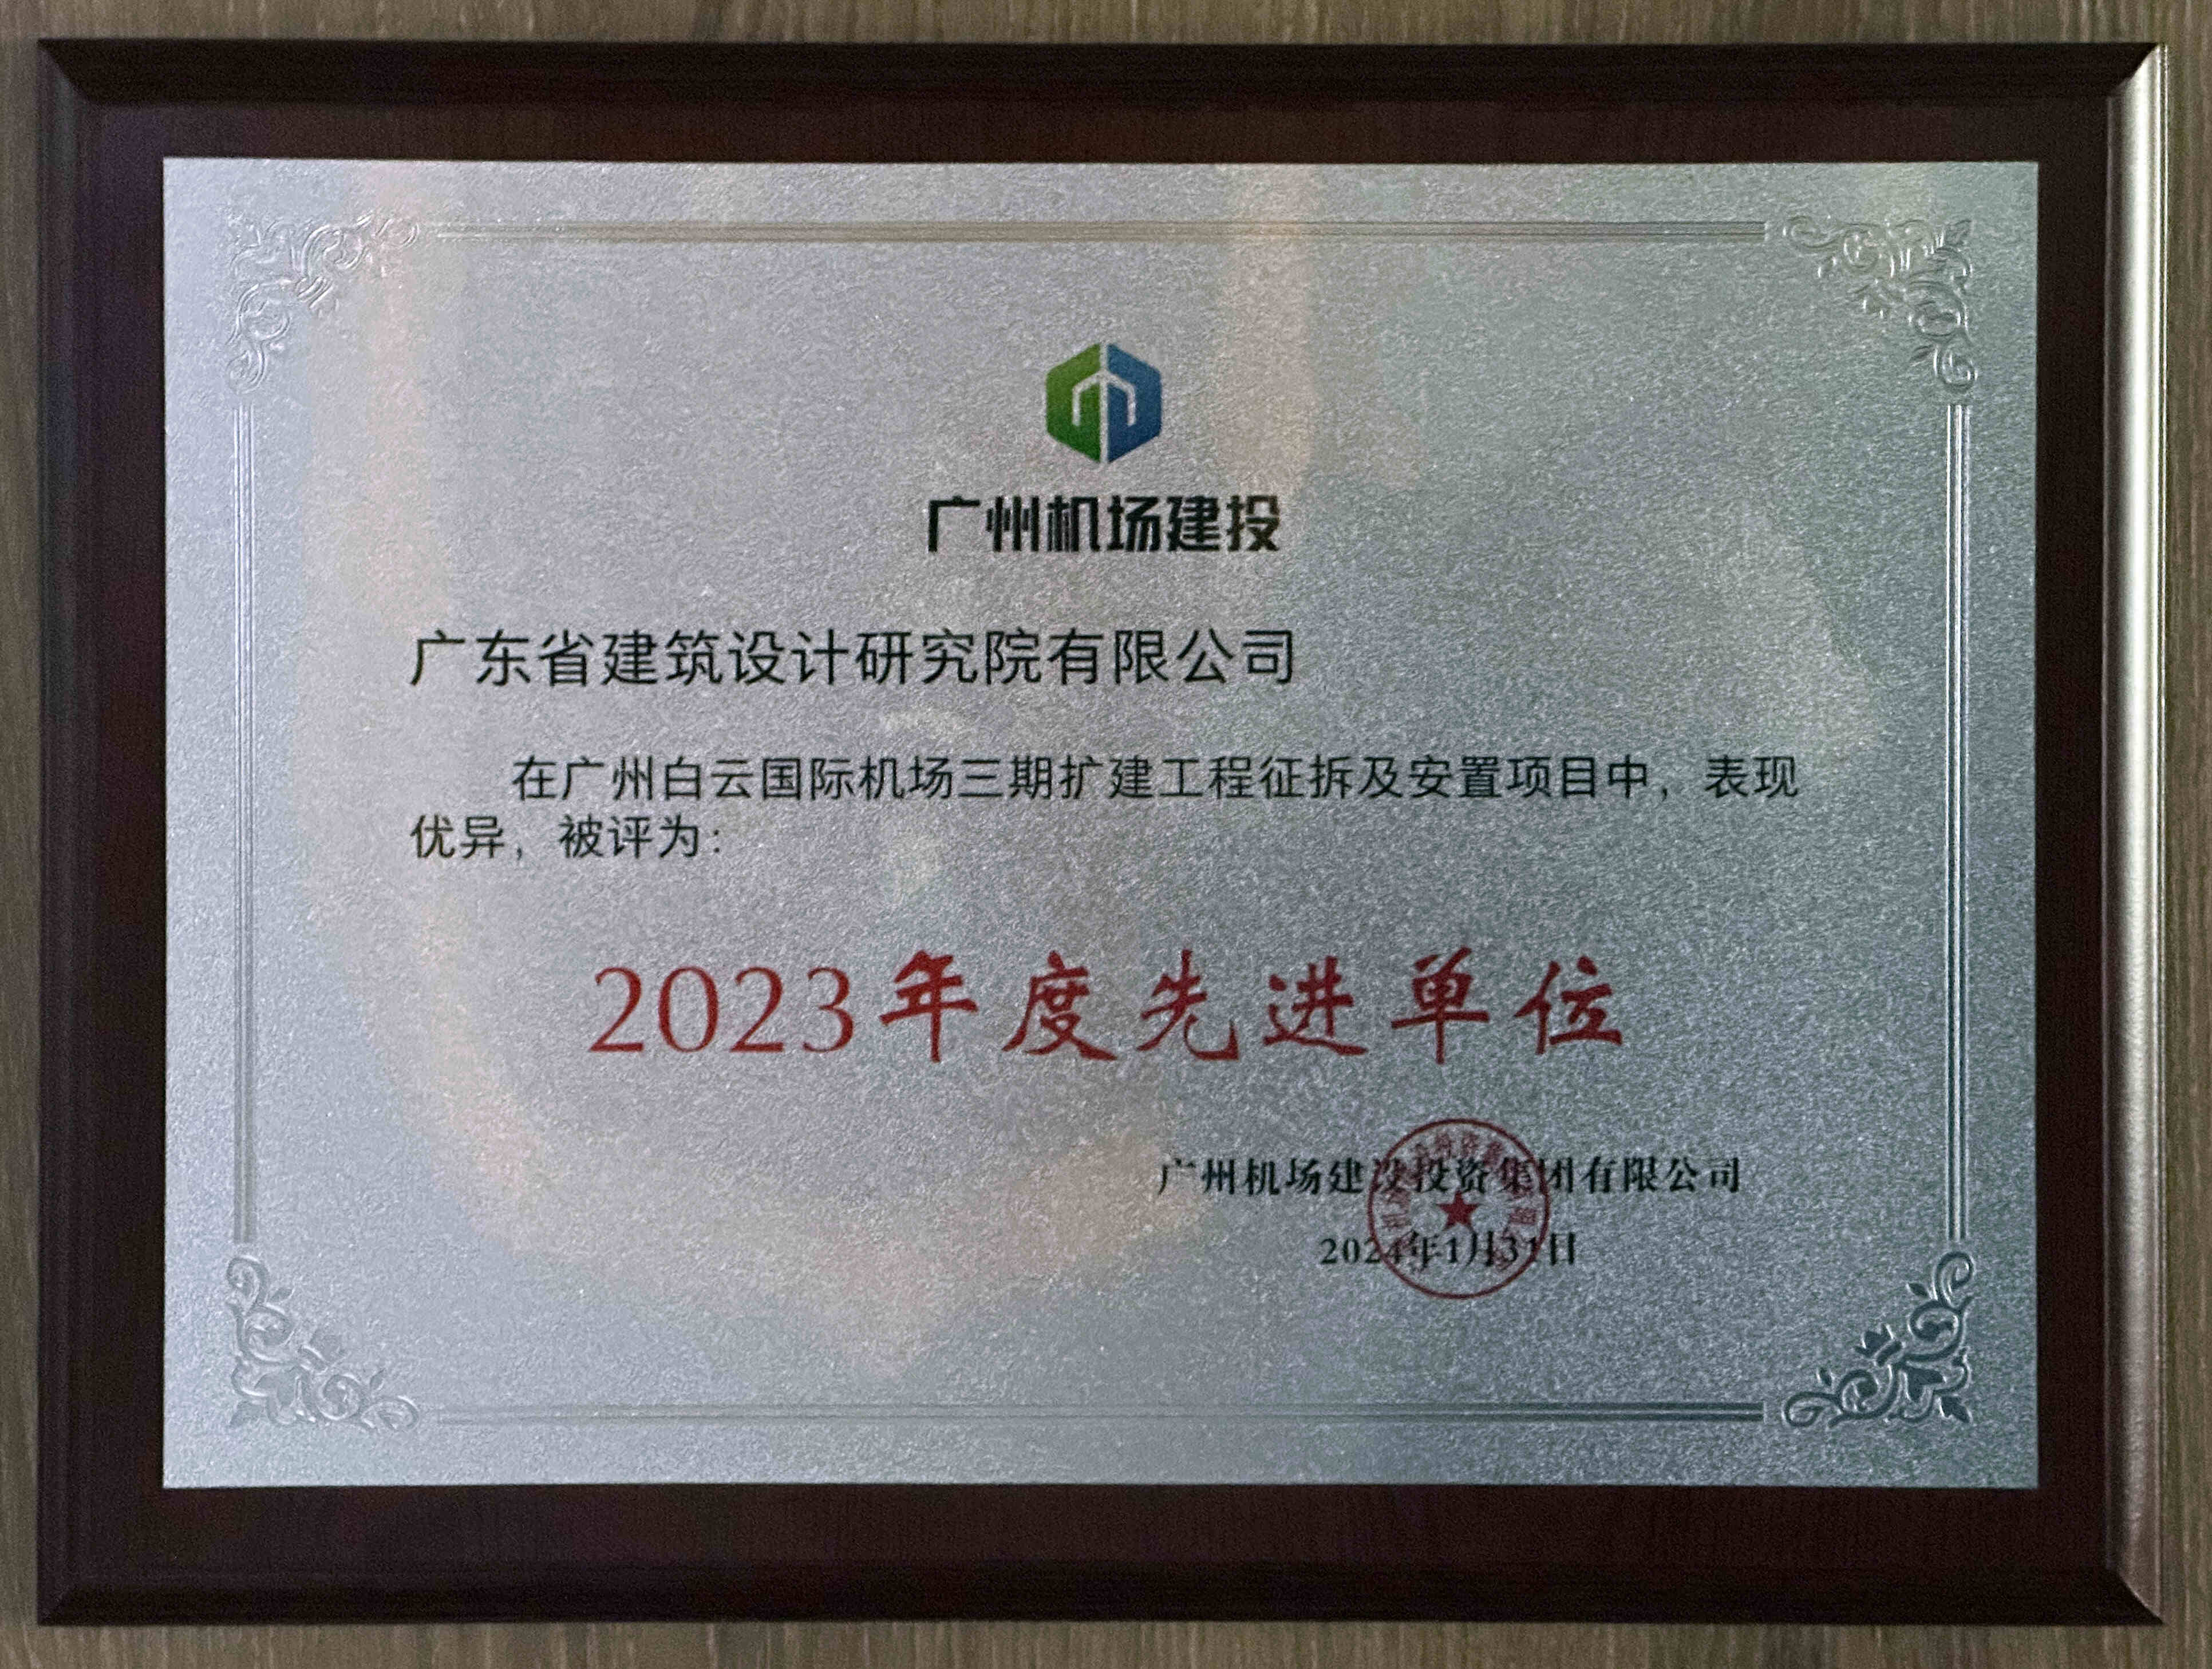 广州机场建投
广东省建筑设计研究院有限公司
在广州白云国际机场三期扩建工程征拆及安置项目中，表现
优异，被评为：
2023年度先进单位
广州机场建设投资集团有限公司
2024年1月31日